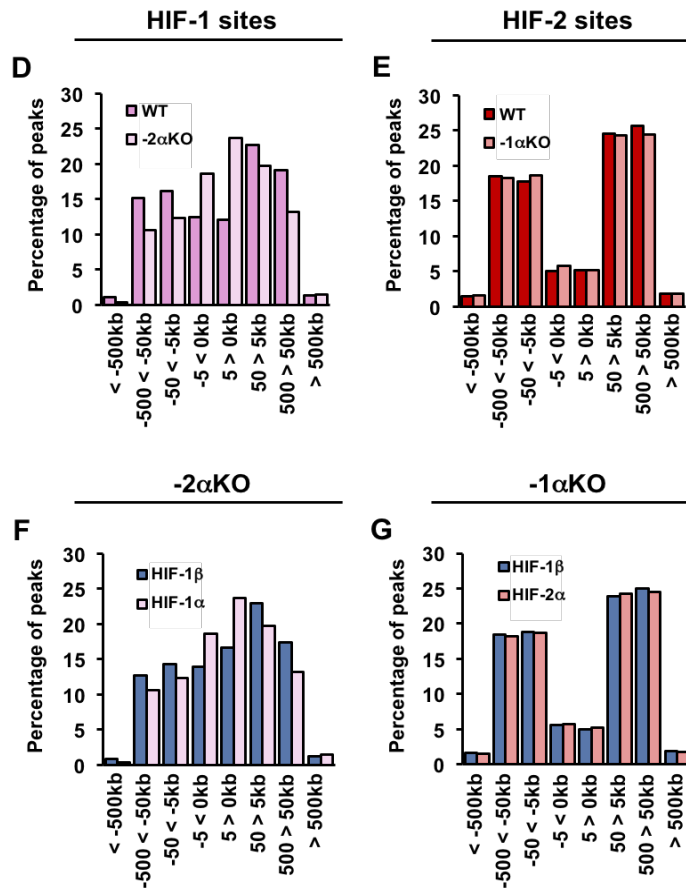 HIF-1 sites
HIF-2 sites
D
Percentage of peaks
30
25
20
15
10
5
0
WT
-2αKO
< -500kb
-500 < -50kb
-50 < -5kb
-5 < 0kb
5 > 0kb
50 > 5kb
500 > 50kb
> 500kb
E
Percentage of peaks
30
25
20
15
10
5
0
WT
-1αKO
< -500kb
-500 < -50kb
-50 < -5kb
-5 < 0kb
5 > 0kb
50 > 5kb
500 > 50kb
> 500kb
-2αKO
-1αKO
F
Percentage of peaks
30
25
20
15
10
5
0
HIF-1β
HIF-1α
< -500kb
-500 < -50kb
-50 < -5kb
-5 < 0kb
5 > 0kb
50 > 5kb
500 > 50kb
> 500kb
G
Percentage of peaks
30
25
20
15
10
5
0
HIF-1β
HIF-2α
< -500kb
-500 < -50kb
-50 < -5kb
-5 < 0kb
5 > 0kb
50 > 5kb
500 > 50kb
> 500kb